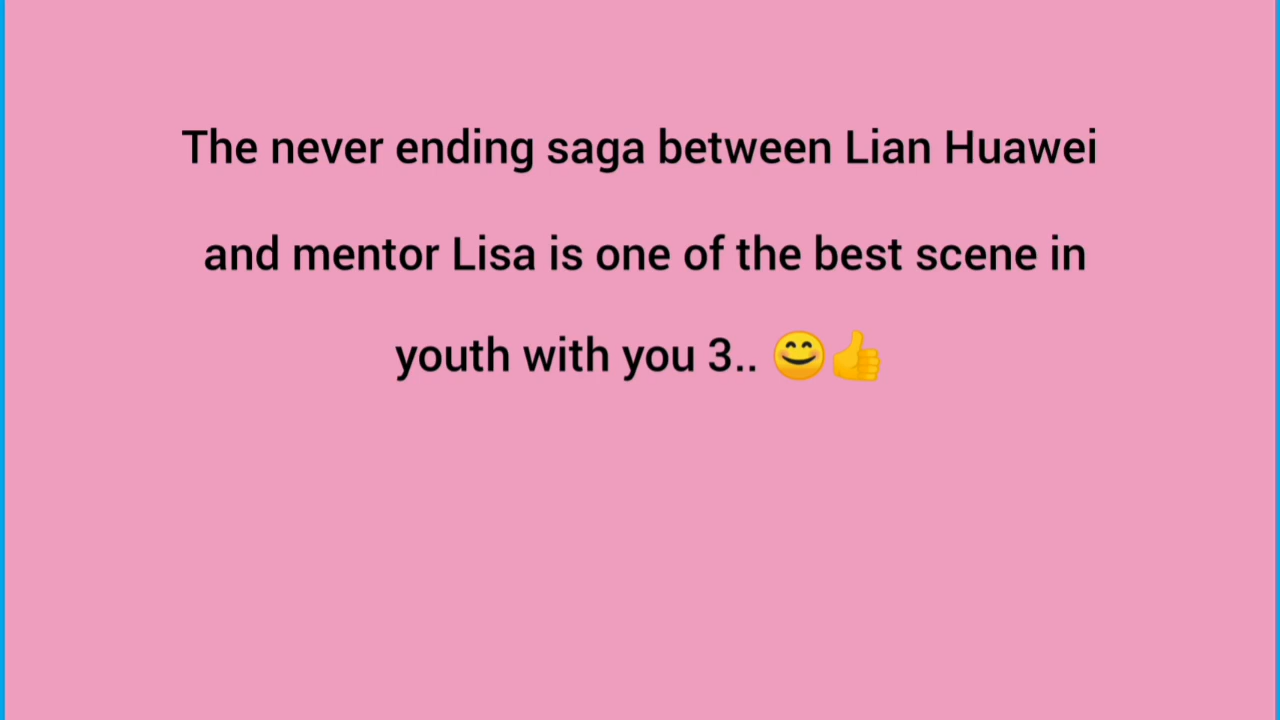 The never ending saga between Lian Huawei
and mentor Lisa is one of the best scene in
youth with you 3.. 😊👍